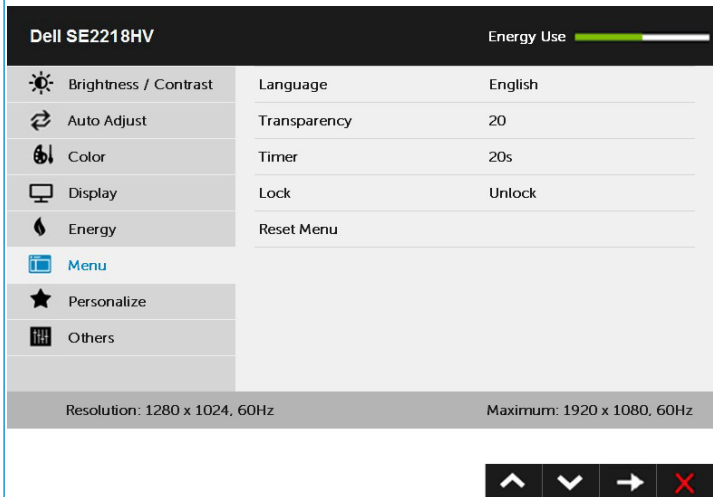 Dell SE2218HV Energy Use
Brightness / Contrast Language English
Auto Adjust Transparency 20
Color Timer 20s
Display Lock Unlock
Energy Reset Menu
Menu
Personalize
Others
Resolution: 1280 x 1024, 60Hz Maximum: 1920 x 1080, 60Hz